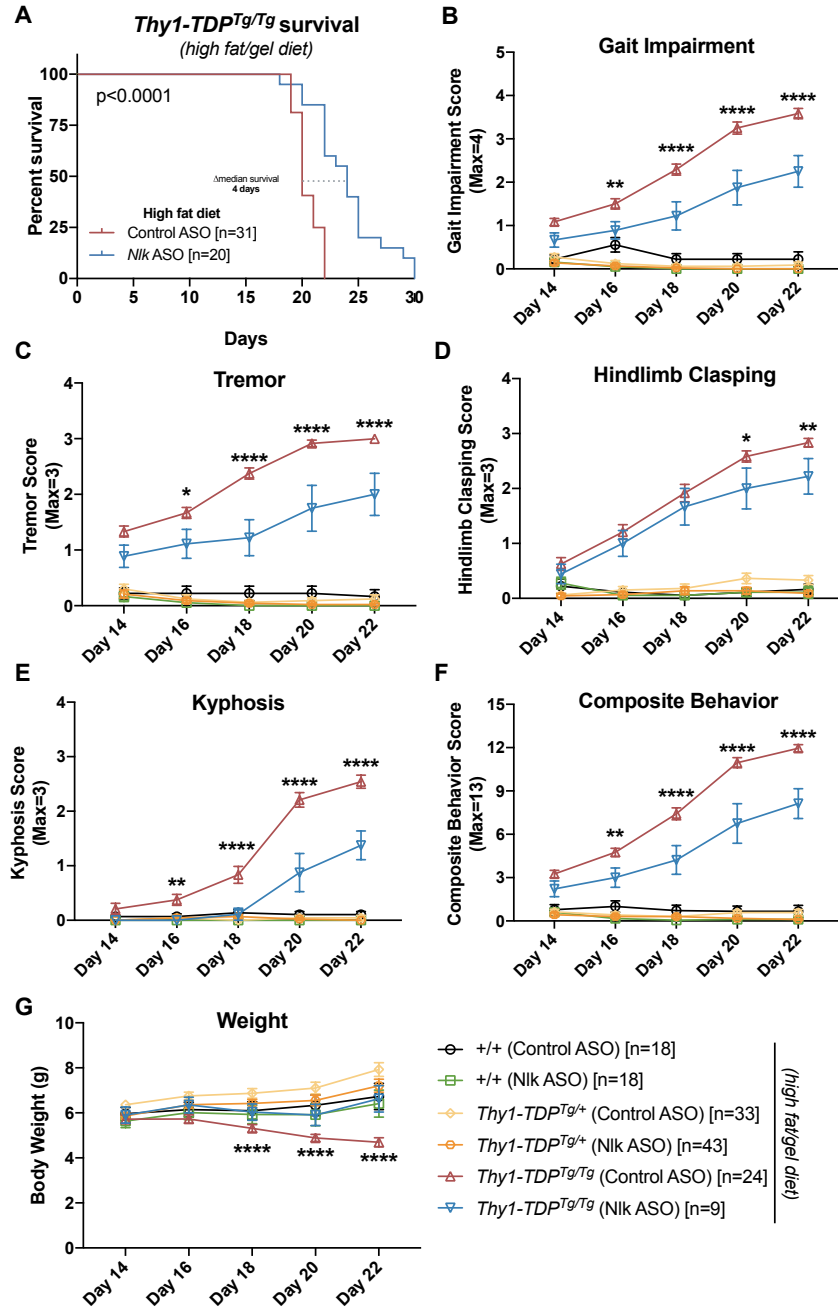 A
Thy1-TDP^Tg/Tg survival
(high fat/gel diet)
Percent survival
100
75
50
25
0
p<0.0001
Δmedian survival
4 days
High fat diet
Control ASO [n=31]
Nlk ASO [n=20]
0 5 10 15 20 25 30
Days
B
Gait Impairment
Gait Impairment Score
(Max=4)
5
4
3
2
1
0
** **** **** ****
Day 14 Day 16 Day 18 Day 20 Day 22
C
Tremor
Tremor Score
(Max=3)
4
3
2
1
0
* **** **** ****
Day 14 Day 16 Day 18 Day 20 Day 22
D
Hindlimb Clasping
Hindlimb Clasping Score
(Max=3)
4
3
2
1
0
* **
Day 14 Day 16 Day 18 Day 20 Day 22
E
Kyphosis
Kyphosis Score
(Max=3)
4
3
2
1
0
** **** **** ****
Day 14 Day 16 Day 18 Day 20 Day 22
F
Composite Behavior
Composite Behavior Score
(Max=13)
15
12
9
6
3
0
** **** **** ****
Day 14 Day 16 Day 18 Day 20 Day 22
G
Weight
Body Weight (g)
10
8
6
4
2
0
**** **** ****
Day 14 Day 16 Day 18 Day 20 Day 22
+/+ (Control ASO) [n=18]
+/+ (Nlk ASO) [n=18]
Thy1-TDP^Tg/+ (Control ASO) [n=33]
Thy1-TDP^Tg/+ (Nlk ASO) [n=43]
Thy1-TDP^Tg/Tg (Control ASO) [n=24]
Thy1-TDP^Tg/Tg (Nlk ASO) [n=9]
(high fat/gel diet)